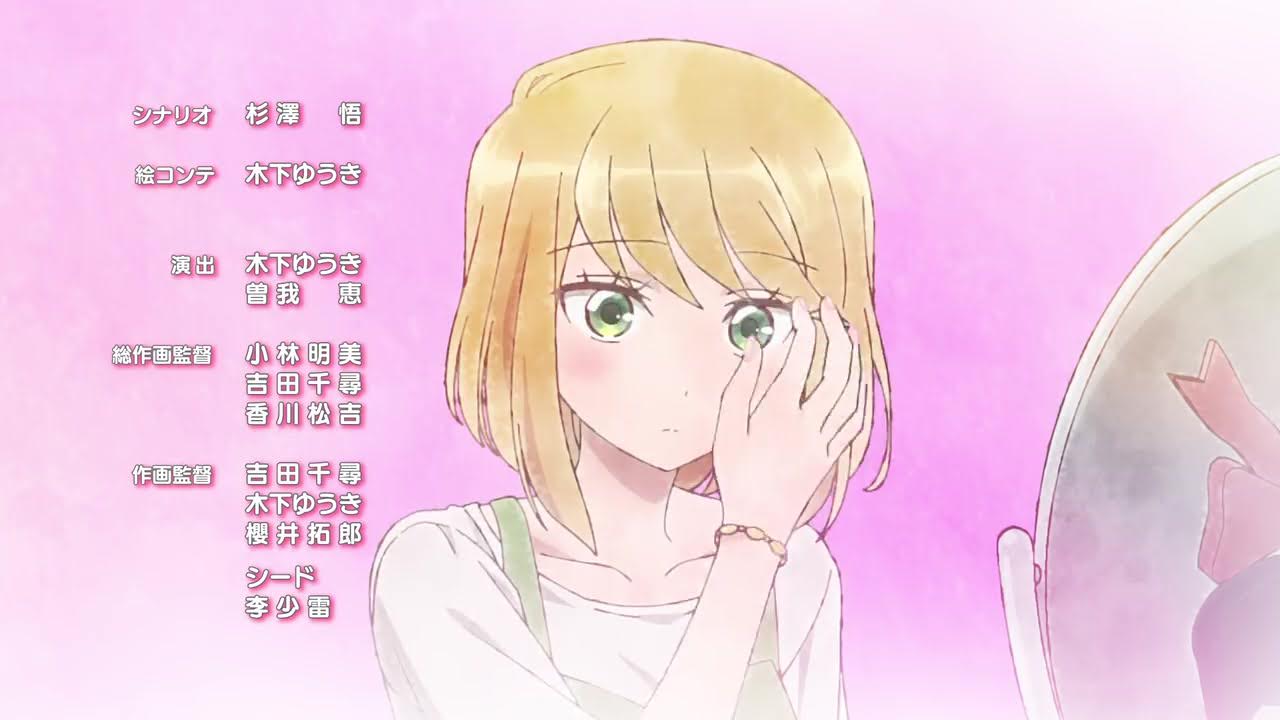 シナリオ 杉澤 悟
絵コンテ 木下ゆうき
演出 木下ゆうき
曽我 恵
総作画監督 小林明美
吉田千尋
香川松吉
作画監督 吉田千尋
木下ゆうき
櫻井拓郎
シード
李少雷